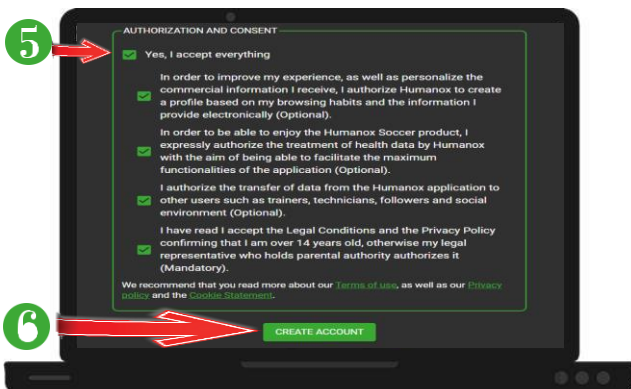 5
AUTHORIZATION AND CONSENT
Yes, I accept everything
In order to improve my experience, as well as personalize the
commercial information I receive, I authorize Humanox to create
a profile based on my browsing habits and the information I
provide electronically (Optional).
In order to be able to enjoy the Humanox Soccer product, I
expressly authorize the treatment of health data by Humanox
with the aim of being able to facilitate the maximum
functionalities of the application (Optional).
I authorize the transfer of data from the Humanox application to
other users such as trainers, technicians, followers and social
environment (Optional).
I have read I accept the Legal Conditions and the Privacy Policy
confirming that I am over 14 years old, otherwise my legal
representative who holds parental authority authorizes it
(Mandatory).
We recommend that you read more about our Terms of use, as well as our Privacy
policy and the Cookie Statement.
6
CREATE ACCOUNT